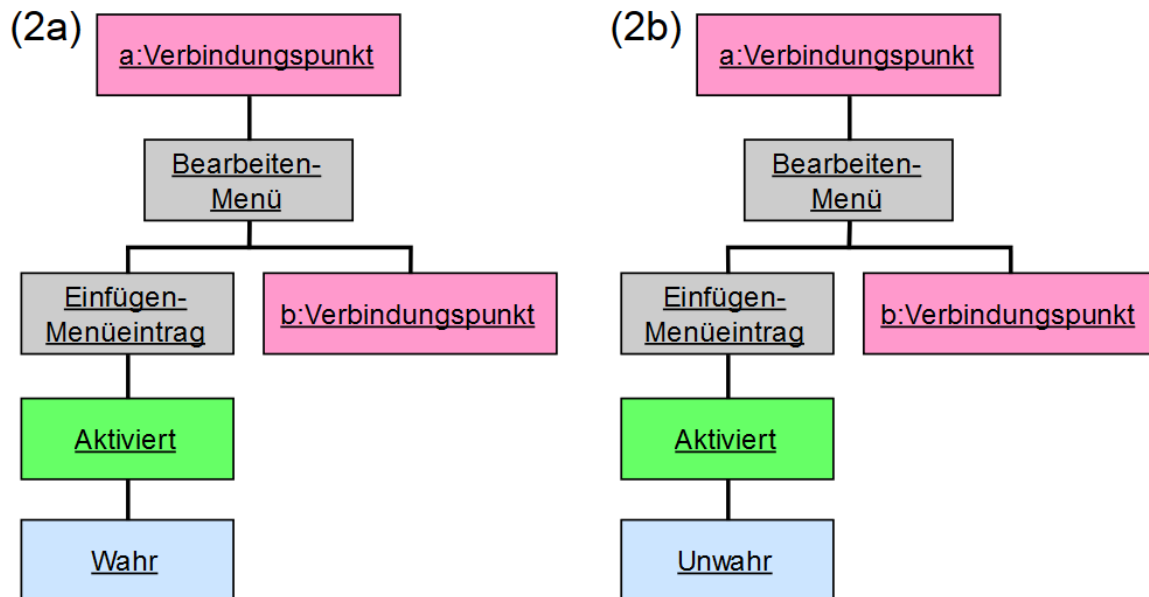 (2a)
a:Verbindungspunkt
Bearbeiten-
Menü
Einfügen-
Menüeintrag
b:Verbindungspunkt
Aktiviert
Wahr
(2b)
a:Verbindungspunkt
Bearbeiten-
Menü
Einfügen-
Menüeintrag
b:Verbindungspunkt
Aktiviert
Unwahr